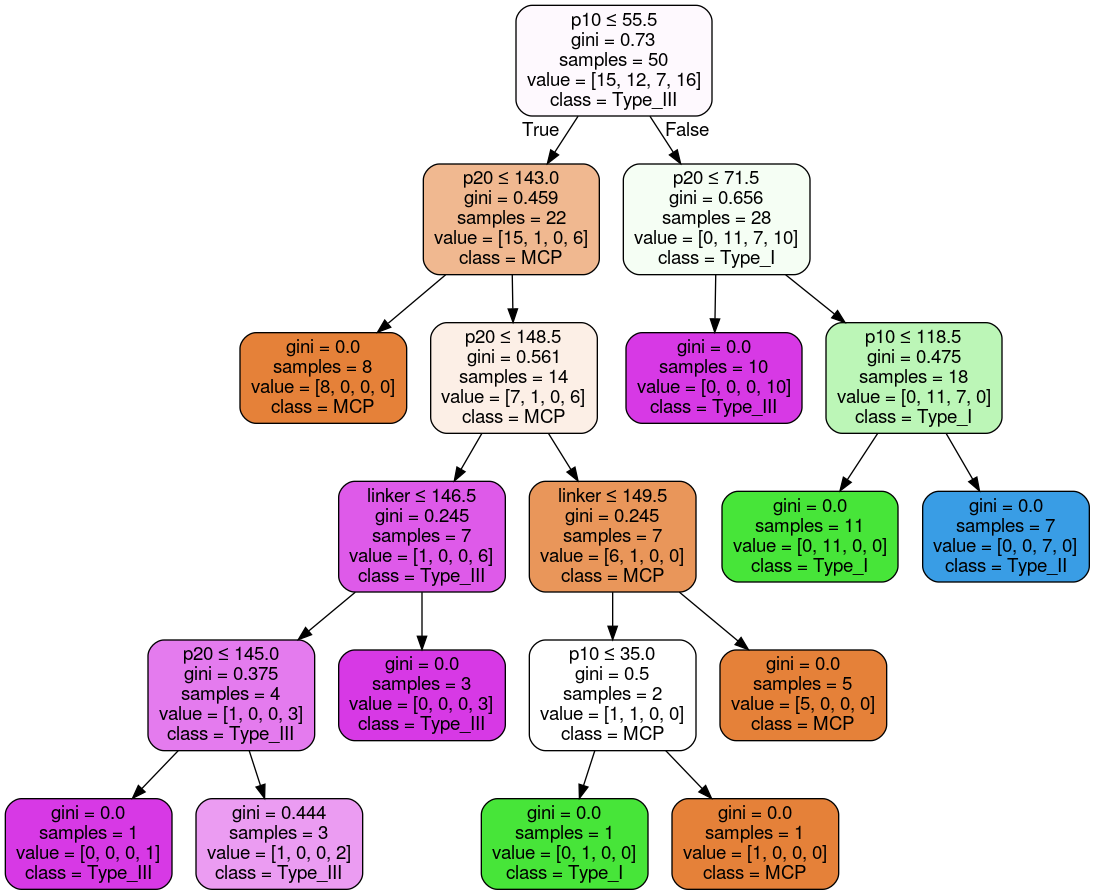 p10 ≤ 55.5
gini = 0.73
samples = 50
value = [15, 12, 7, 16]
class = Type_III
True
False
p20 ≤ 143.0
gini = 0.459
samples = 22
value = [15, 1, 0, 6]
class = MCP
p20 ≤ 71.5
gini = 0.656
samples = 28
value = [0, 11, 7, 10]
class = Type_I
gini = 0.0
samples = 8
value = [8, 0, 0, 0]
class = MCP
p20 ≤ 148.5
gini = 0.561
samples = 14
value = [7, 1, 0, 6]
class = MCP
gini = 0.0
samples = 10
value = [0, 0, 0, 10]
class = Type_III
p10 ≤ 118.5
gini = 0.475
samples = 18
value = [0, 11, 7, 0]
class = Type_I
linker ≤ 146.5
gini = 0.245
samples = 7
value = [1, 0, 0, 6]
class = Type_III
linker ≤ 149.5
gini = 0.245
samples = 7
value = [6, 1, 0, 0]
class = MCP
gini = 0.0
samples = 11
value = [0, 11, 0, 0]
class = Type_I
gini = 0.0
samples = 7
value = [0, 0, 7, 0]
class = Type_II
p20 ≤ 145.0
gini = 0.375
samples = 4
value = [1, 0, 0, 3]
class = Type_III
gini = 0.0
samples = 3
value = [0, 0, 0, 3]
class = Type_III
p10 ≤ 35.0
gini = 0.5
samples = 2
value = [1, 1, 0, 0]
class = MCP
gini = 0.0
samples = 5
value = [5, 0, 0, 0]
class = MCP
gini = 0.0
samples = 1
value = [0, 0, 0, 1]
class = Type_III
gini = 0.444
samples = 3
value = [1, 0, 0, 2]
class = Type_III
gini = 0.0
samples = 1
value = [0, 1, 0, 0]
class = Type_I
gini = 0.0
samples = 1
value = [1, 0, 0, 0]
class = MCP